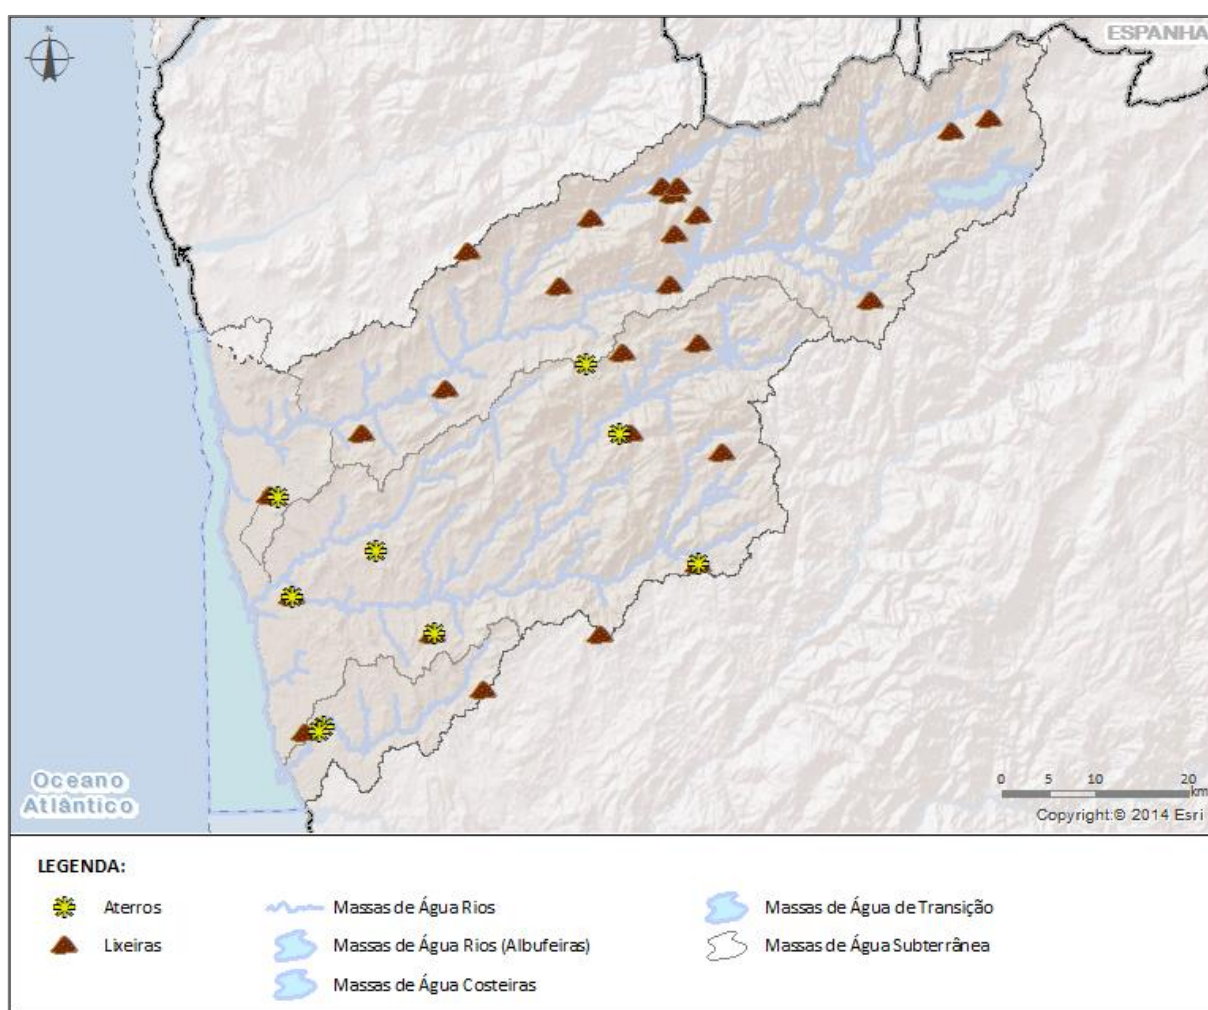 N
ESPANHA
Oceano
Atlântico
0 5 10 20
km
Copyright:© 2014 Esri
LEGENDA:
Aterros
Massas de Água Rios
Massas de Água de Transição
Lixeiras
Massas de Água Rios (Albufeiras)
Massas de Água Subterrânea
Massas de Água Costeiras